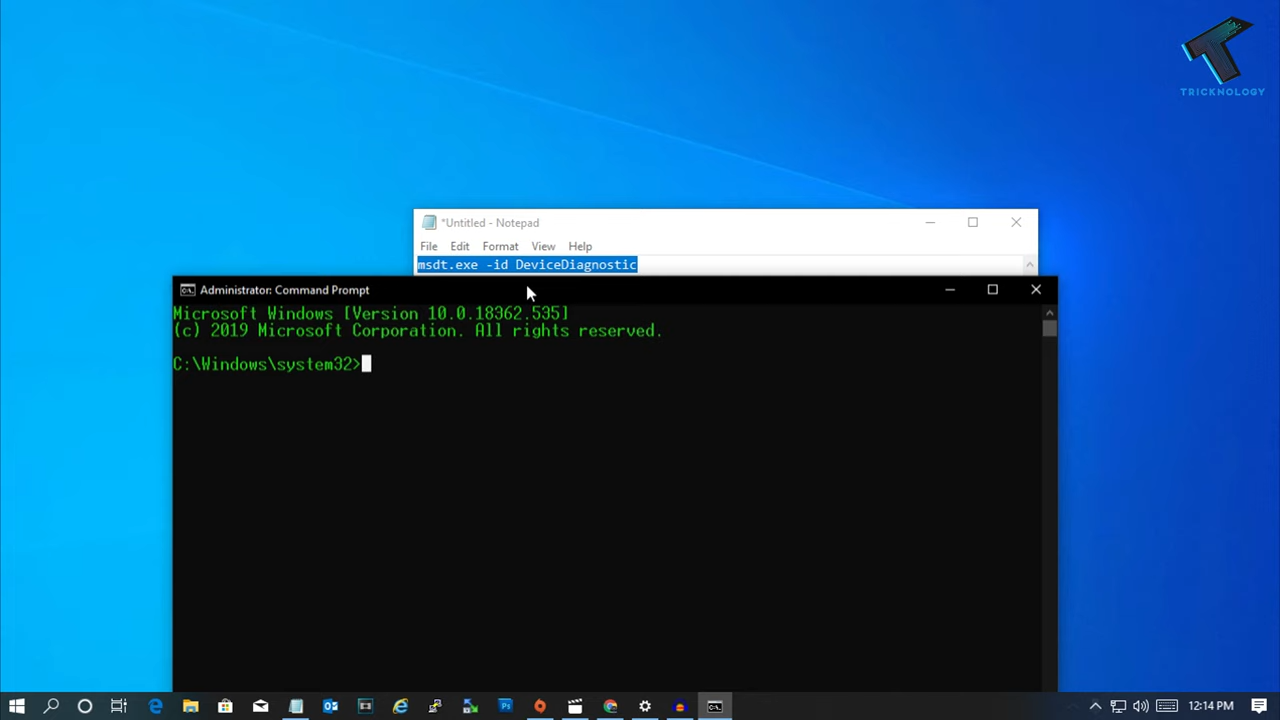 TRICKNOLOGY
*Untitled - Notepad
File Edit Format View Help
msdt.exe -id DeviceDiagnostic
Administrator: Command Prompt
Microsoft Windows [Version 10.0.18362.535]
(c) 2019 Microsoft Corporation. All rights reserved.
C:\Windows\system32>
12:14 PM